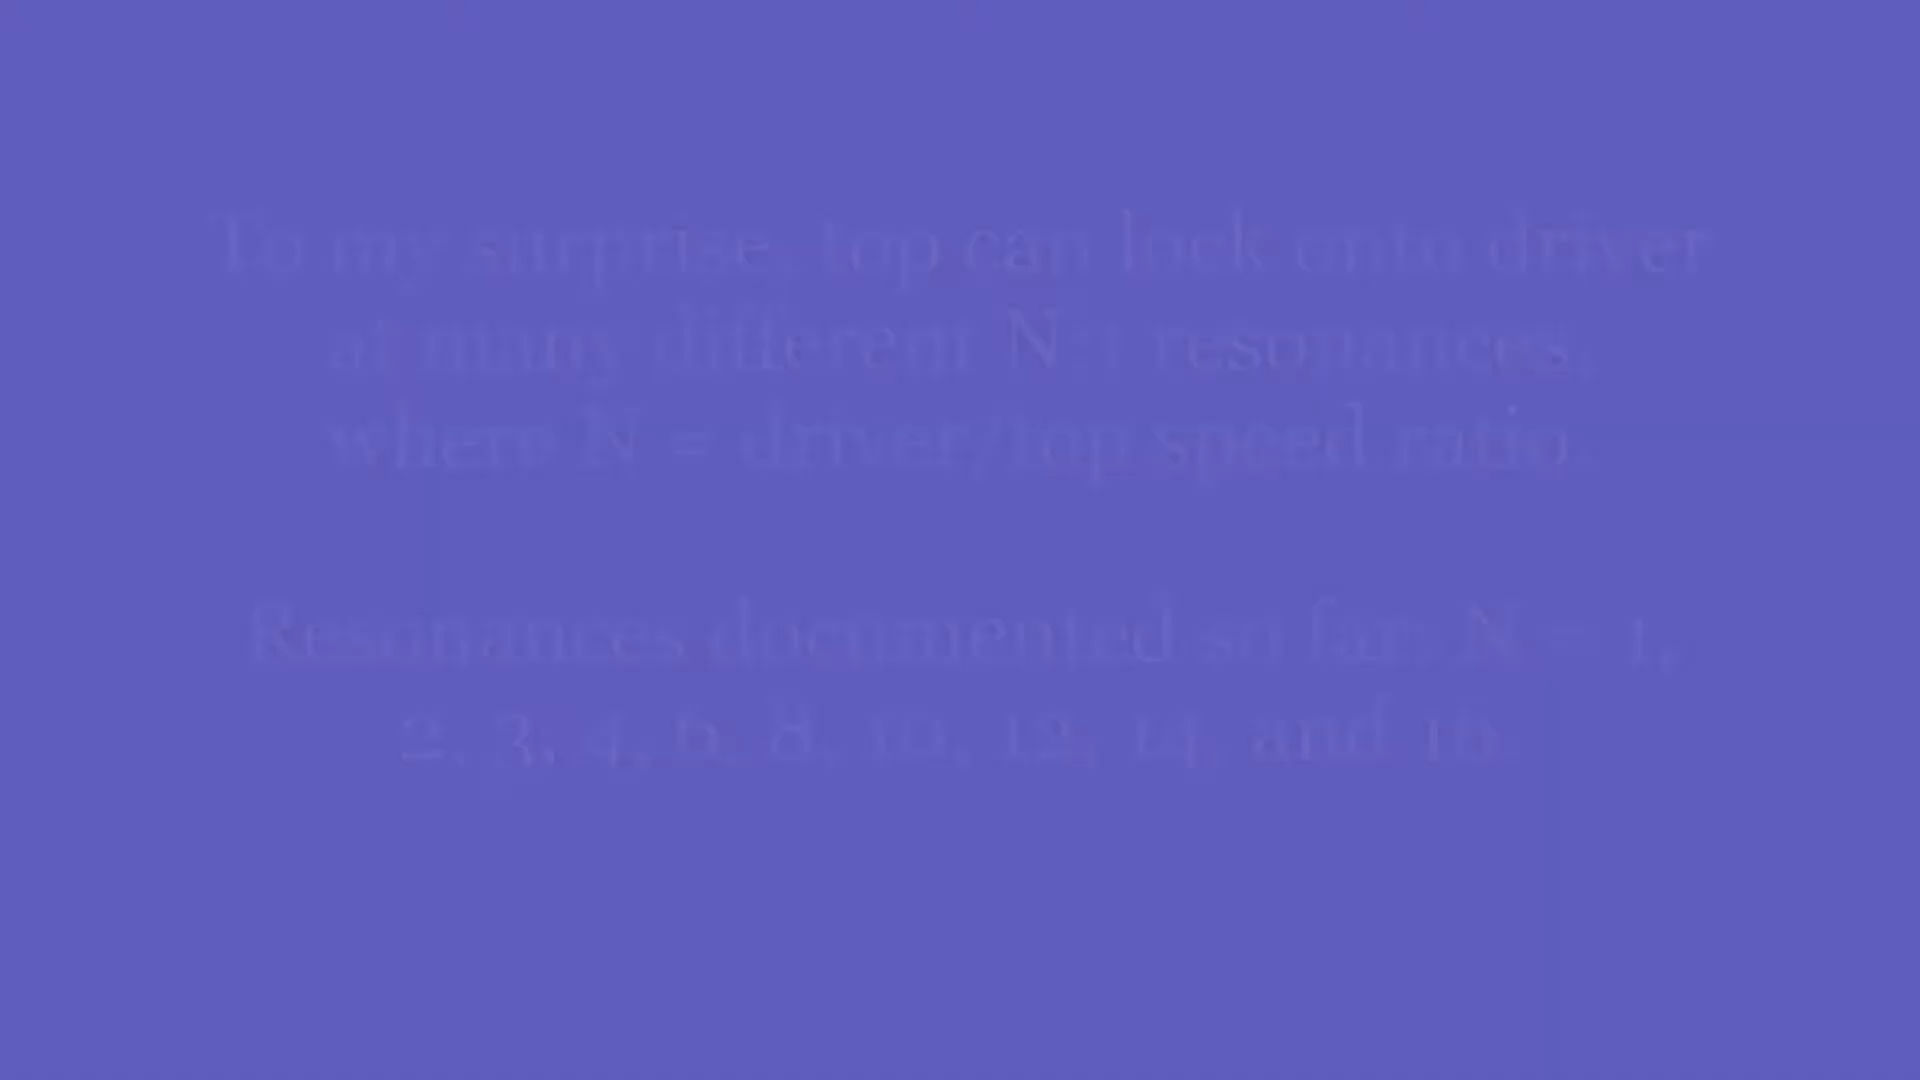 To my surprise, top can lock onto driver
at many different N:1 resonances,
where N = driver/top speed ratio.
Resonances documented so far: N = 1,
2, 3, 4, 6, 8, 10, 12, 14, and 16.